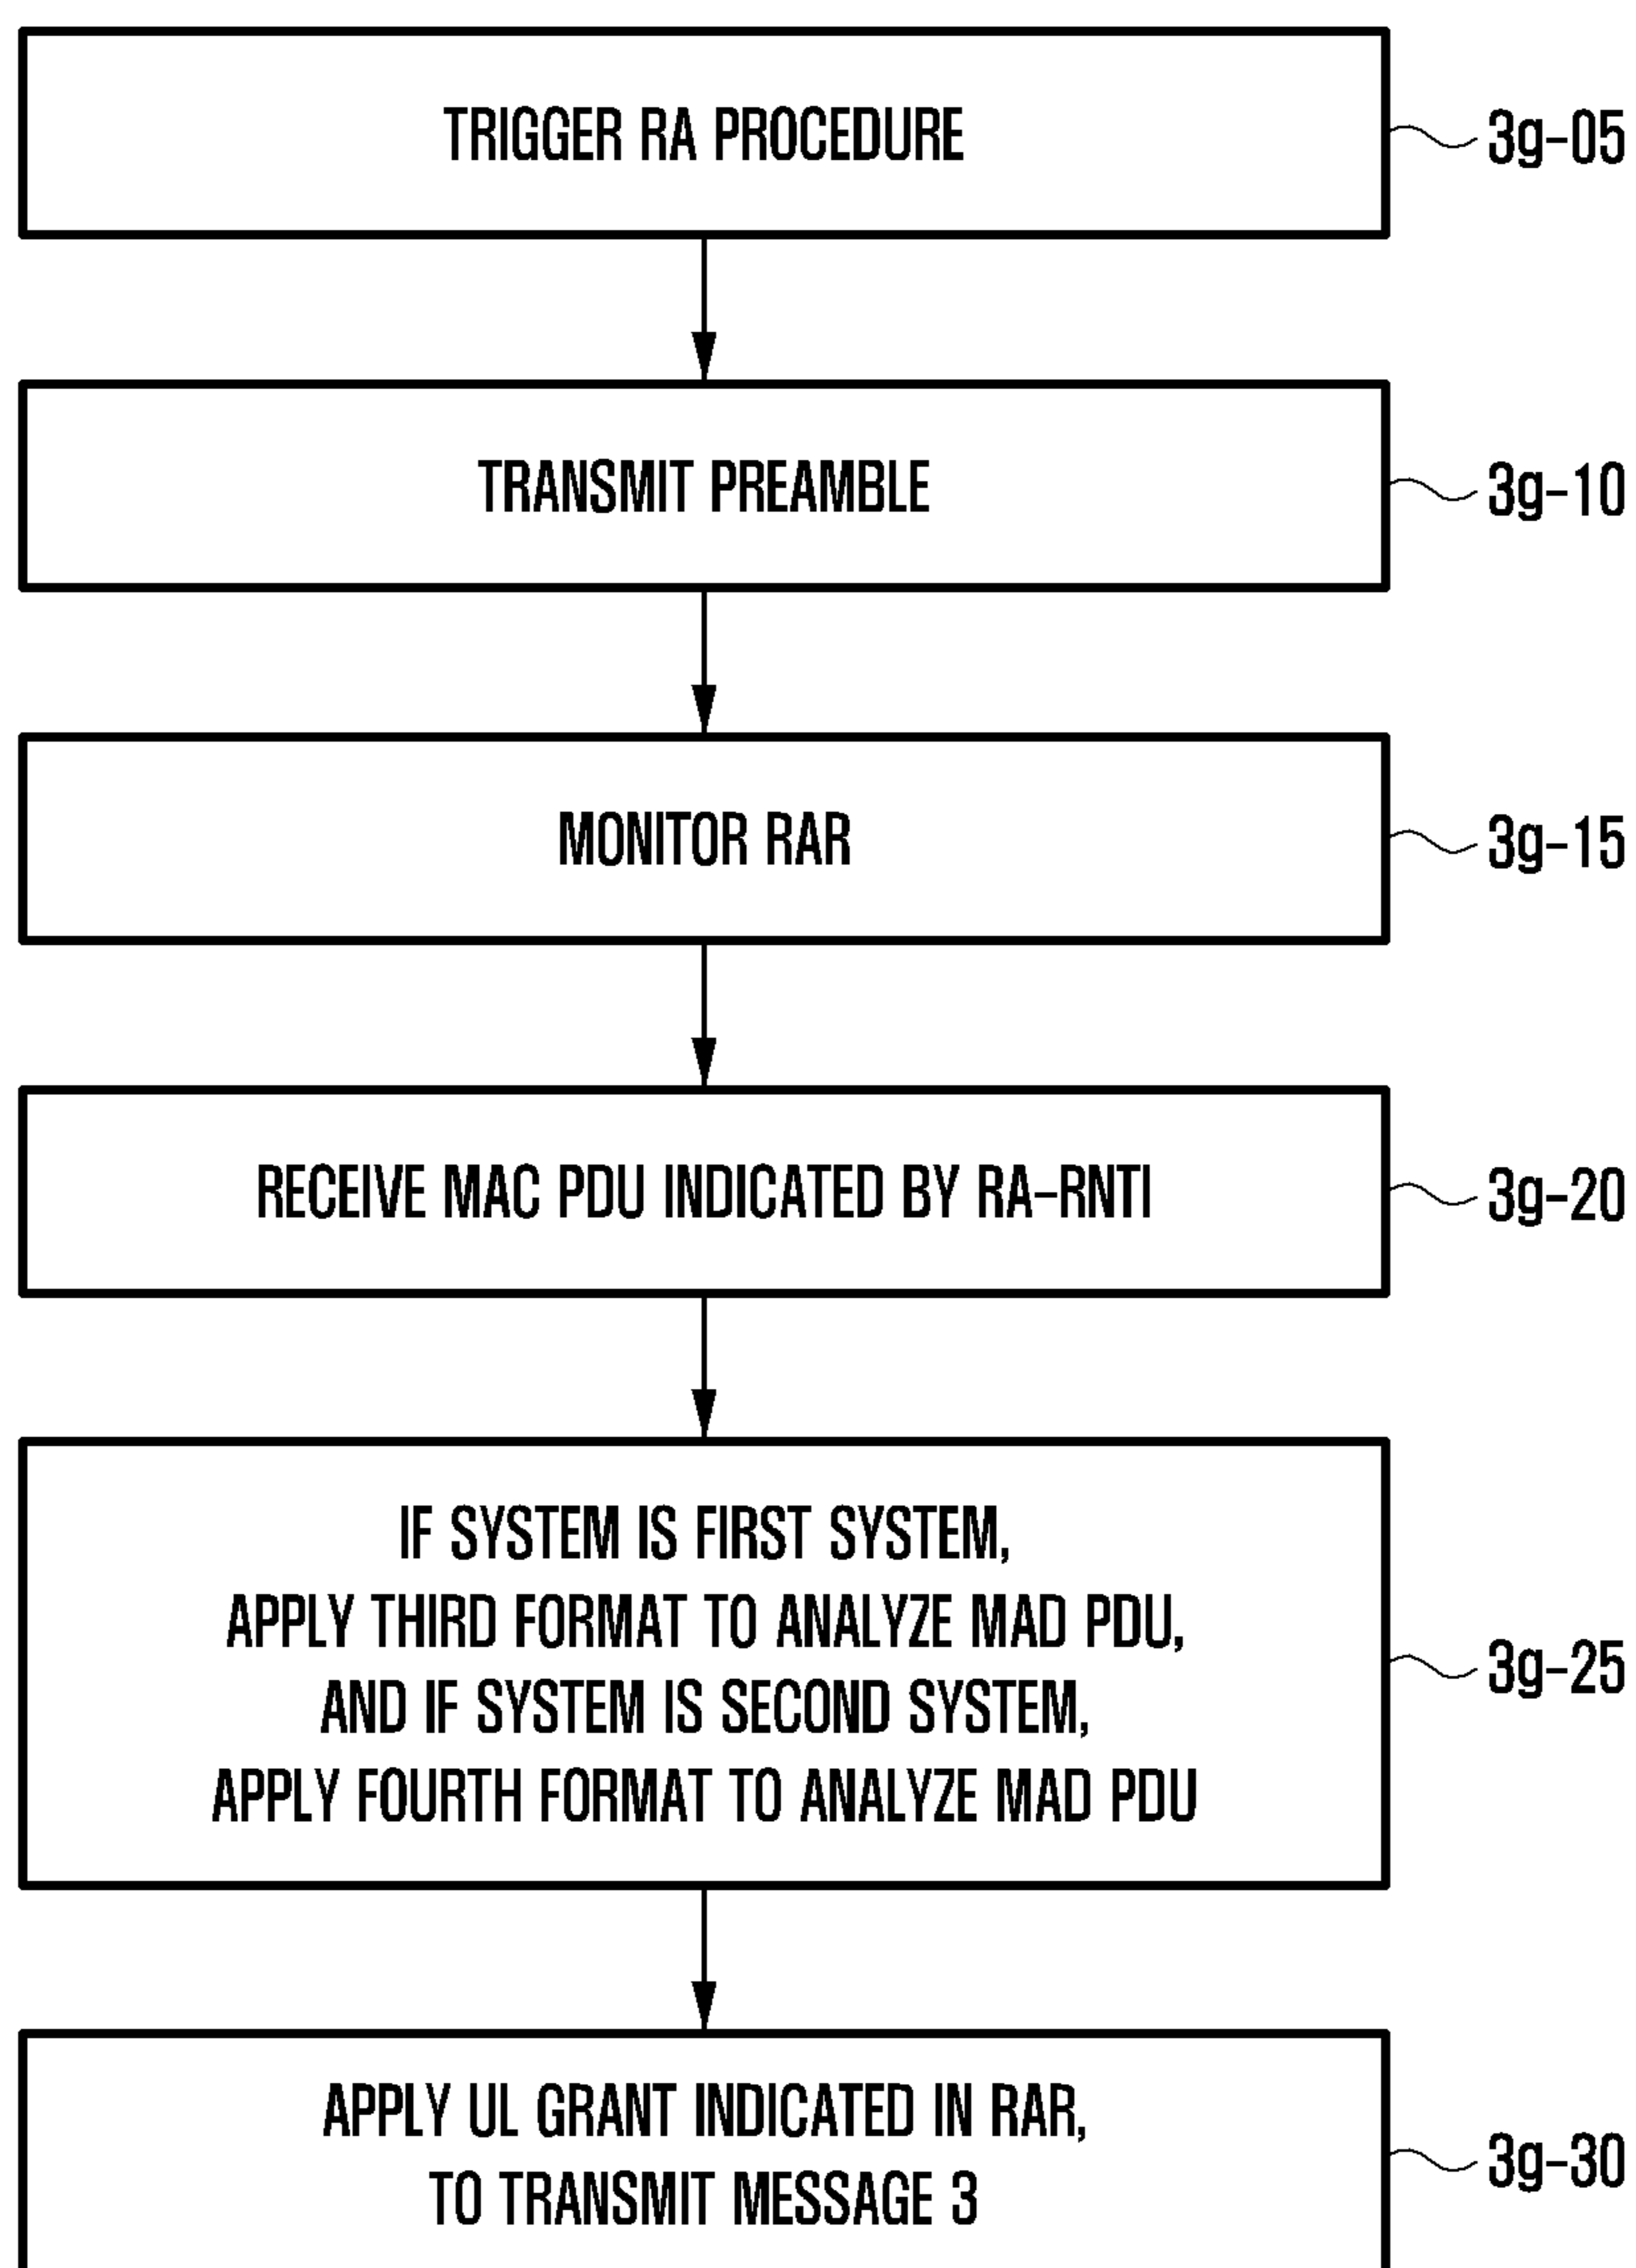 TRIGGER RA PROCEDURE
3g-05
TRANSMIT PREAMBLE
3g-10
MONITOR RAR
3g-15
RECEIVE MAC PDU INDICATED BY RA-RNTI
3g-20
IF SYSTEM IS FIRST SYSTEM,
APPLY THIRD FORMAT TO ANALYZE MAD PDU,
AND IF SYSTEM IS SECOND SYSTEM,
APPLY FOURTH FORMAT TO ANALYZE MAD PDU
3g-25
APPLY UL GRANT INDICATED IN RAR,
TO TRANSMIT MESSAGE 3
3g-30